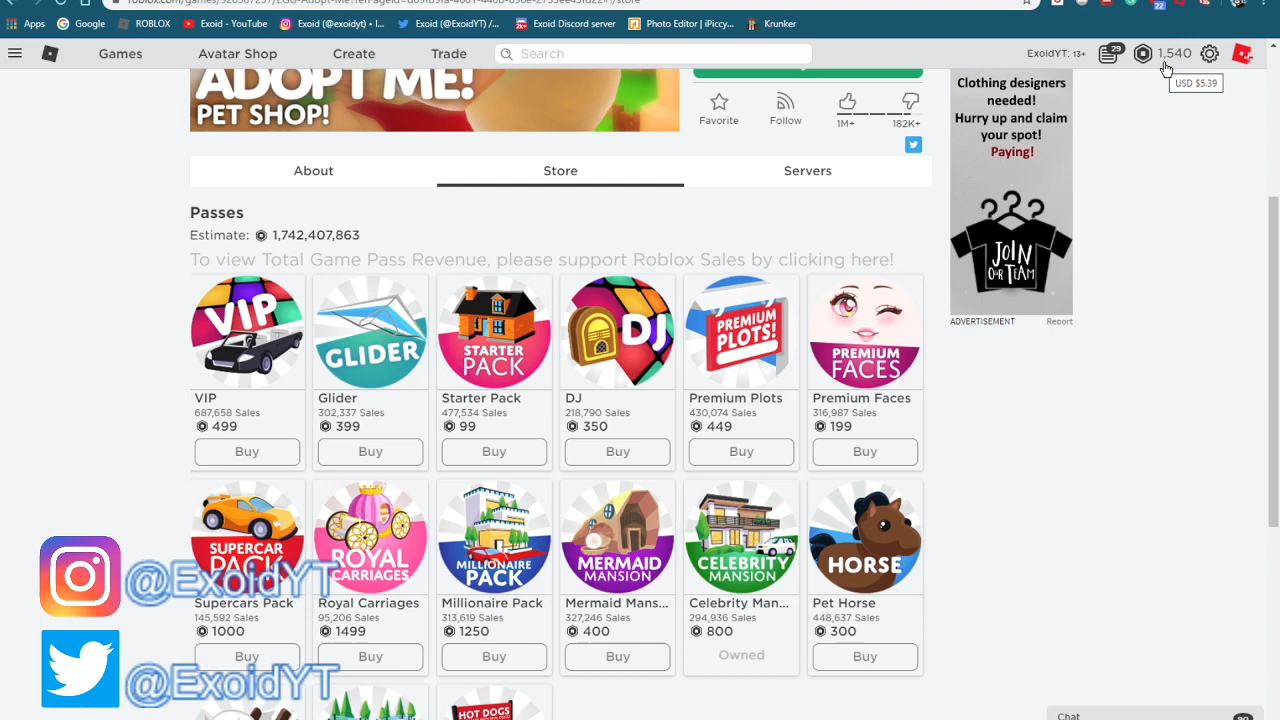 Apps
Google
ROBLOX
Exoid - YouTube
Exoid (@exoidyt) • I...
Exoid (@ExoidYT) /...
Exoid Discord server
Photo Editor | iPiccy...
Krunker
22
Games
Avatar Shop
Create
Trade
Search
ExoidYT: 13+
29
1,540
USD $5.39
ADOPT ME!
PET SHOP!
Favorite
Follow
1M+
182K+
Clothing designers
needed!
Hurry up and claim
your spot!
Paying!
JOIN
OUR TEAM
ADVERTISEMENT
Report
About
Store
Servers
Passes
Estimate: 1,742,407,863
To view Total Game Pass Revenue, please support Roblox Sales by clicking here!
VIP
GLIDER
STARTER
PACK
DJ
PREMIUM
PLOTS!
PREMIUM
FACES
VIP
Glider
Starter Pack
DJ
Premium Plots
Premium Faces
687,658 Sales
302,337 Sales
477,534 Sales
218,790 Sales
430,074 Sales
316,987 Sales
499
399
99
350
449
199
Buy
Buy
Buy
Buy
Buy
Buy
SUPERCAR
PACK
ROYAL
CARRIAGES
MILLIONAIRE
PACK
MERMAID
MANSION
CELEBRITY
MANSION
HORSE
@ExoidYT
Supercars Pack
Royal Carriages
Millionaire Pack
Mermaid Mans...
Celebrity Man...
Pet Horse
145,592 Sales
95,206 Sales
313,619 Sales
327,246 Sales
294,936 Sales
448,637 Sales
1000
1499
1250
400
800
300
Buy
Buy
Buy
Buy
Owned
Buy
@ExoidYT
HOT DOGS
Chat